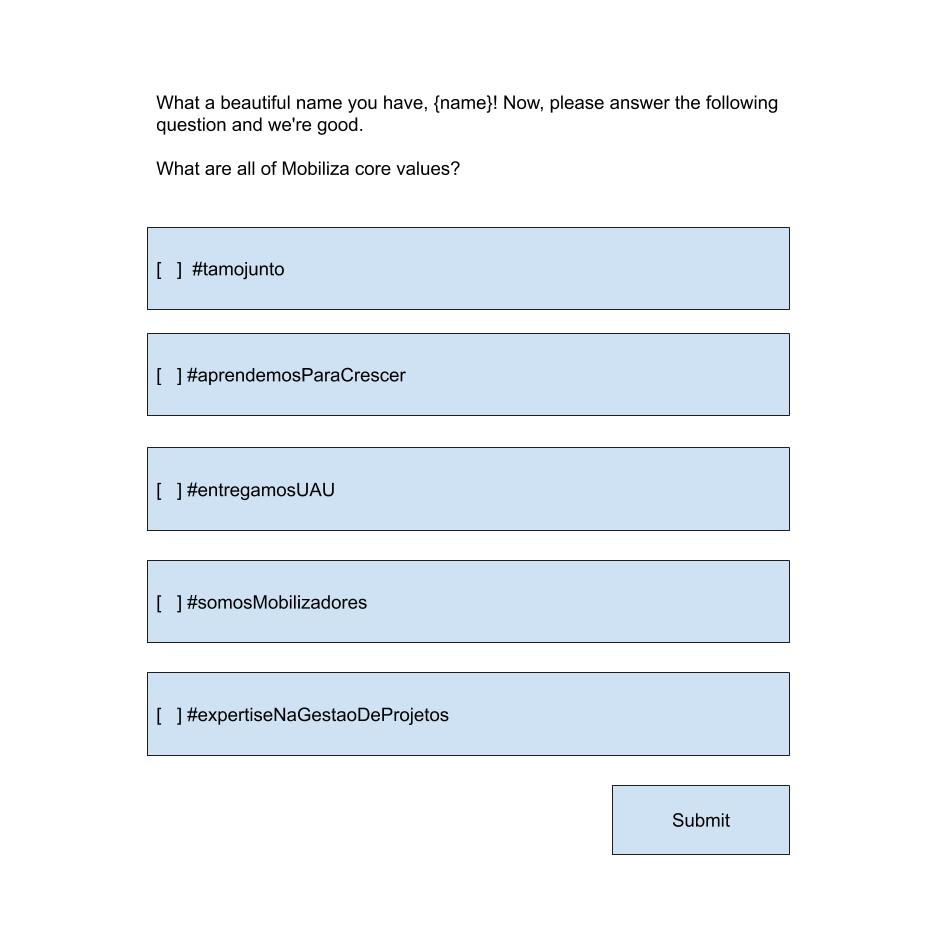 What a beautiful name you have, {name}! Now, please answer the following
question and we're good.
What are all of Mobiliza core values?
[ ] #tamojunto
[ ] #aprendemosParaCrescer
[ ] #entregamosUAU
[ ] #somosMobilizadores
[ ] #expertiseNaGestaoDeProjetos
Submit